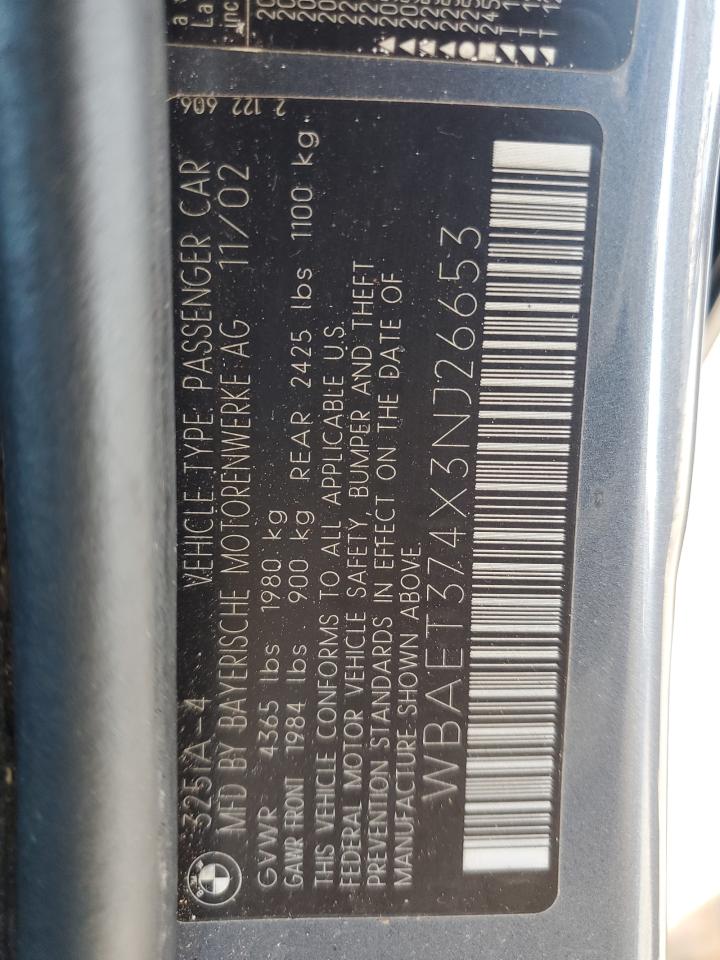 2 122 606
325IA-4 VEHICLE TYPE PASSENGER CAR
MFD BY BAYERISCHE MOTORENWERKE AG 11/02
GVWR 4365 lbs 1980 kg
GAWR FRONT 1984 lbs 900 kg REAR 2425 lbs 1100 kg
THIS VEHICLE CONFORMS TO ALL APPLICABLE U.S.
FEDERAL MOTOR VEHICLE SAFETY, BUMPER AND THEFT
PREVENTION STANDARDS IN EFFECT ON THE DATE OF
MANUFACTURE SHOWN ABOVE.
WBAET374X3NJ26653